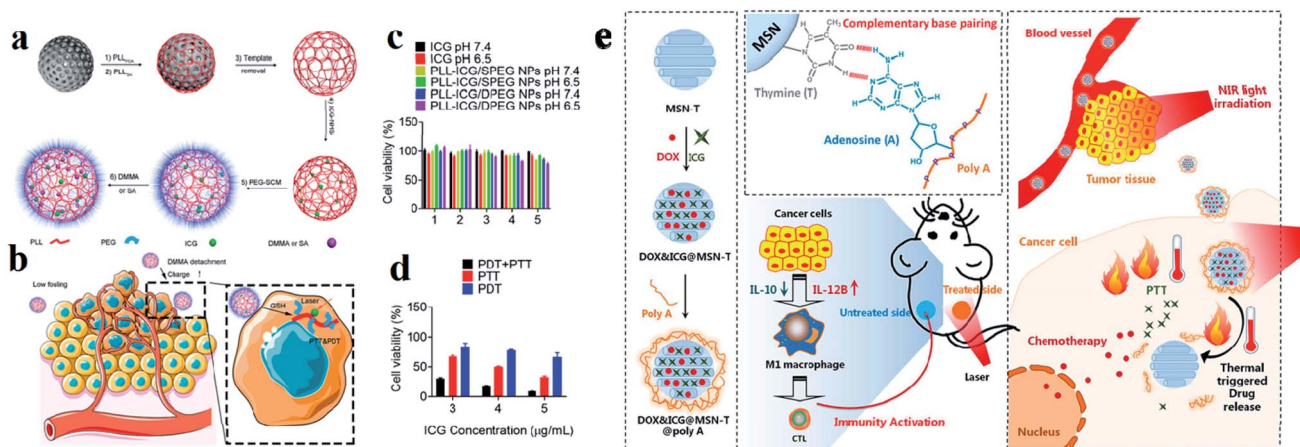 a
1) PLL_PDA
2) PLL_SH
3) Template
removal
4) ICG-NHS
5) PEG-SCM
6) DMMA
or SA
PLL
PEG
ICG
DMMA or SA
b
Low fooling
DMMA detachment
Charge ↑
GSH
Laser
PTT&PDT
c
ICG pH 7.4
ICG pH 6.5
PLL-ICG/SPEG NPs pH 7.4
PLL-ICG/SPEG NPs pH 6.5
PLL-ICG/DPEG NPs pH 7.4
PLL-ICG/DPEG NPs pH 6.5
Cell viability (%)
150
100
50
0
1 2 3 4 5
d
PDT+PTT
PTT
PDT
Cell viability (%)
150
100
50
0
3 4 5
ICG Concentration (μg/mL)
e
MSN-T
DOX
ICG
DOX&ICG@MSN-T
Poly A
DOX&ICG@MSN-T
@poly A
MSN
Complementary base pairing
CH3
O
H
N
H
N
N
O
H
N
N
N
N
N
Thymine (T)
Adenosine (A)
O
HO
Poly A
Cancer cells
IL-10
IL-12B
M1 macrophage
CTL
Untreated side
Treated side
Laser
Immunity Activation
Blood vessel
NIR light
irradiation
Tumor tissue
Cancer cell
PTT
Chemotherapy
Thermal
triggered
Drug
release
Nucleus